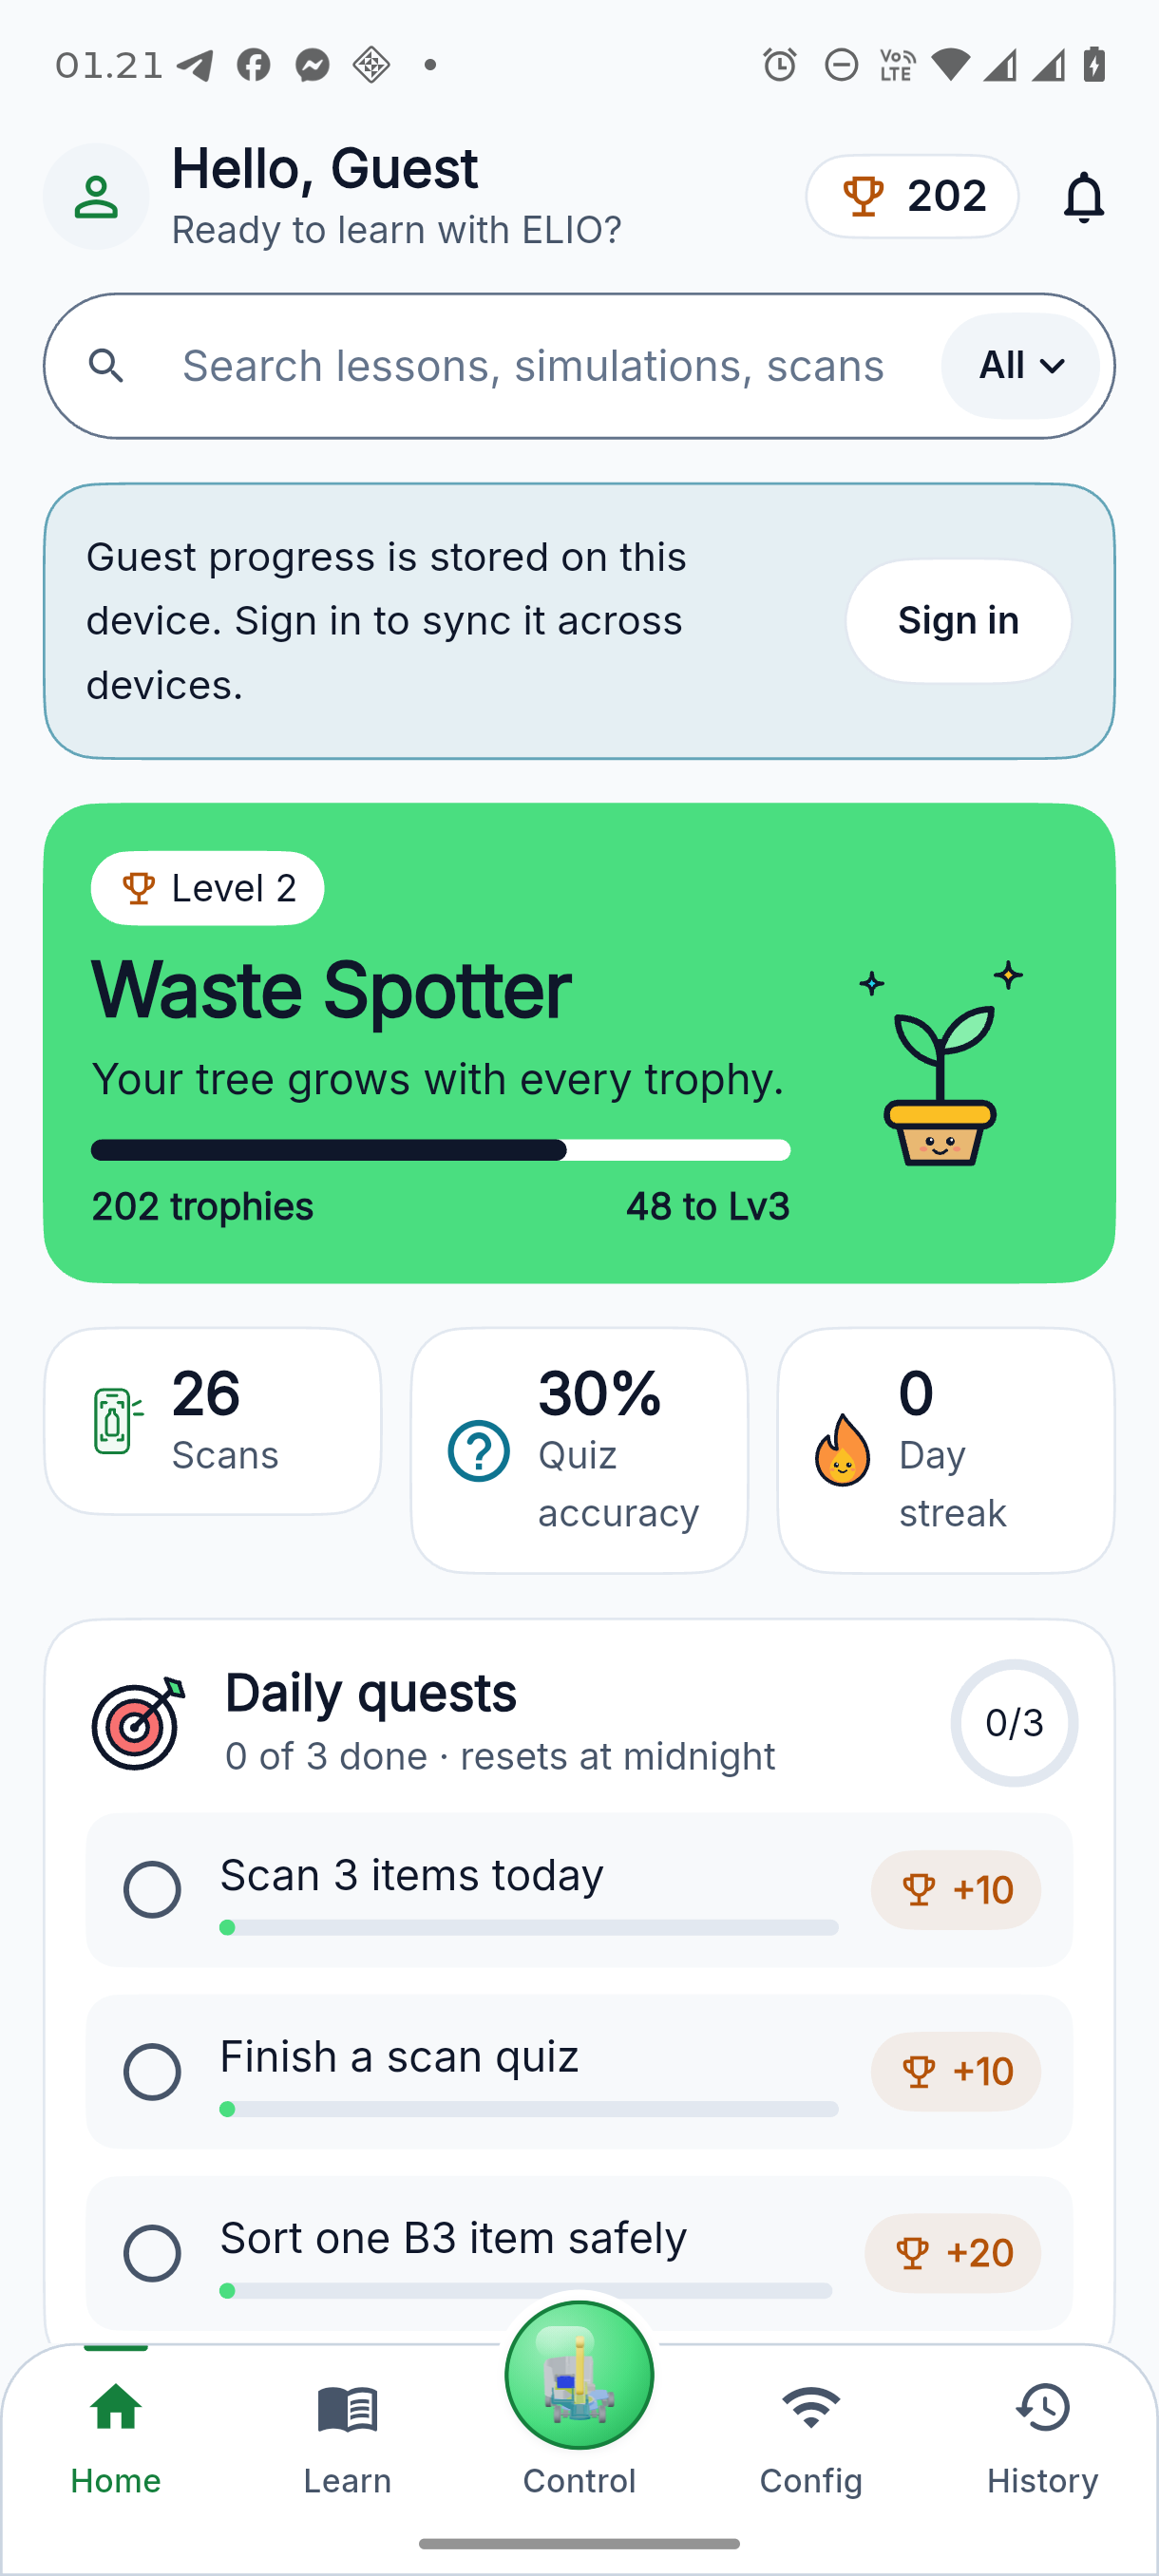 01.21
VoLTE
Hello, Guest
Ready to learn with ELIO?
202
Search lessons, simulations, scans
All
Guest progress is stored on this
device. Sign in to sync it across
devices.
Sign in
Level 2
Waste Spotter
Your tree grows with every trophy.
202 trophies
48 to Lv3
26
Scans
30%
Quiz
accuracy
0
Day
streak
Daily quests
0 of 3 done · resets at midnight
0/3
Scan 3 items today
+10
Finish a scan quiz
+10
Sort one B3 item safely
+20
Home
Learn
Control
Config
History